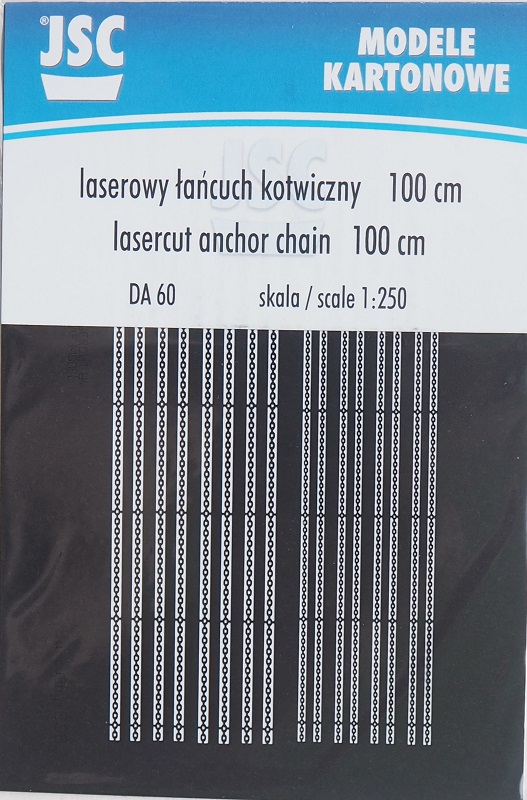 ® JSC
MODELE
KARTONOWE
JSC
laserowy łańcuch kotwiczny 100 cm
lasercut anchor chain 100 cm
DA 60 skala / scale 1:250